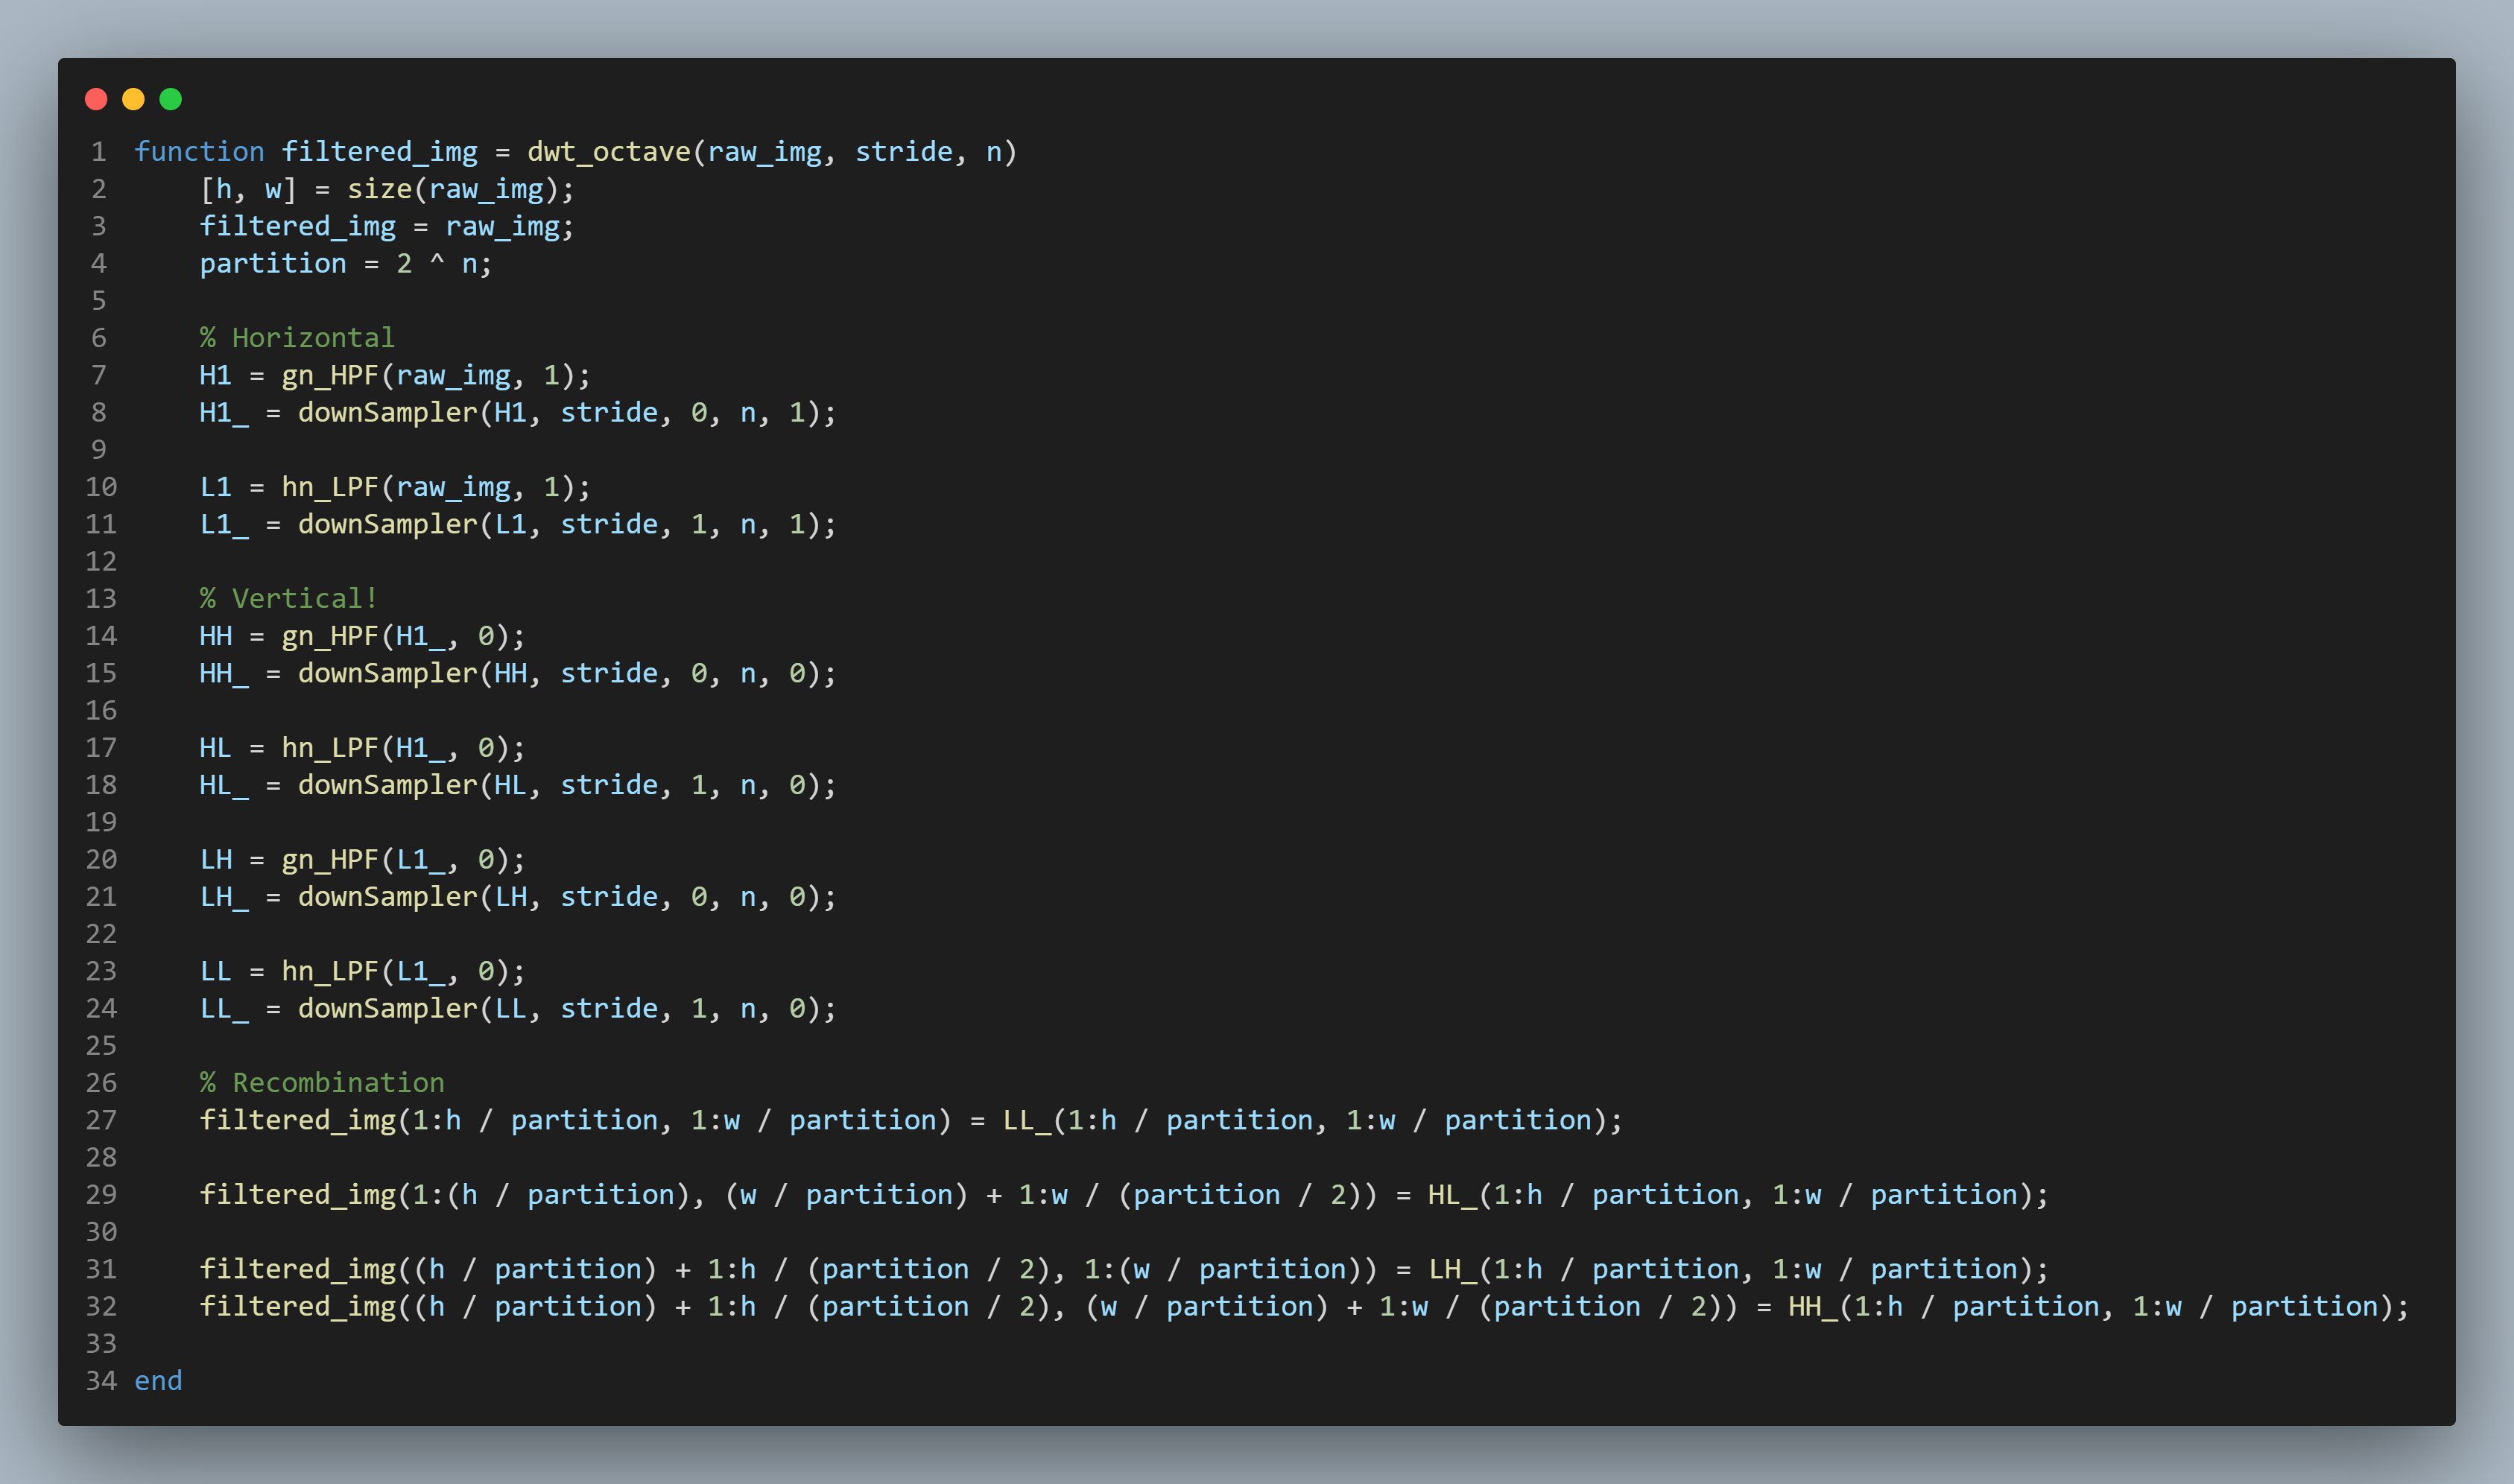 1 function filtered_img = dwt_octave(raw_img, stride, n)
2     [h, w] = size(raw_img);
3     filtered_img = raw_img;
4     partition = 2 ^ n;
5
6     % Horizontal
7     H1 = gn_HPF(raw_img, 1);
8     H1_ = downSampler(H1, stride, 0, n, 1);
9
10     L1 = hn_LPF(raw_img, 1);
11     L1_ = downSampler(L1, stride, 1, n, 1);
12
13     % Vertical!
14     HH = gn_HPF(H1_, 0);
15     HH_ = downSampler(HH, stride, 0, n, 0);
16
17     HL = hn_LPF(H1_, 0);
18     HL_ = downSampler(HL, stride, 1, n, 0);
19
20     LH = gn_HPF(L1_, 0);
21     LH_ = downSampler(LH, stride, 0, n, 0);
22
23     LL = hn_LPF(L1_, 0);
24     LL_ = downSampler(LL, stride, 1, n, 0);
25
26     % Recombination
27     filtered_img(1:h / partition, 1:w / partition) = LL_(1:h / partition, 1:w / partition);
28
29     filtered_img(1:(h / partition), (w / partition) + 1:w / (partition / 2)) = HL_(1:h / partition, 1:w / partition);
30
31     filtered_img((h / partition) + 1:h / (partition / 2), 1:(w / partition)) = LH_(1:h / partition, 1:w / partition);
32     filtered_img((h / partition) + 1:h / (partition / 2), (w / partition) + 1:w / (partition / 2)) = HH_(1:h / partition, 1:w / partition);
33
34 end